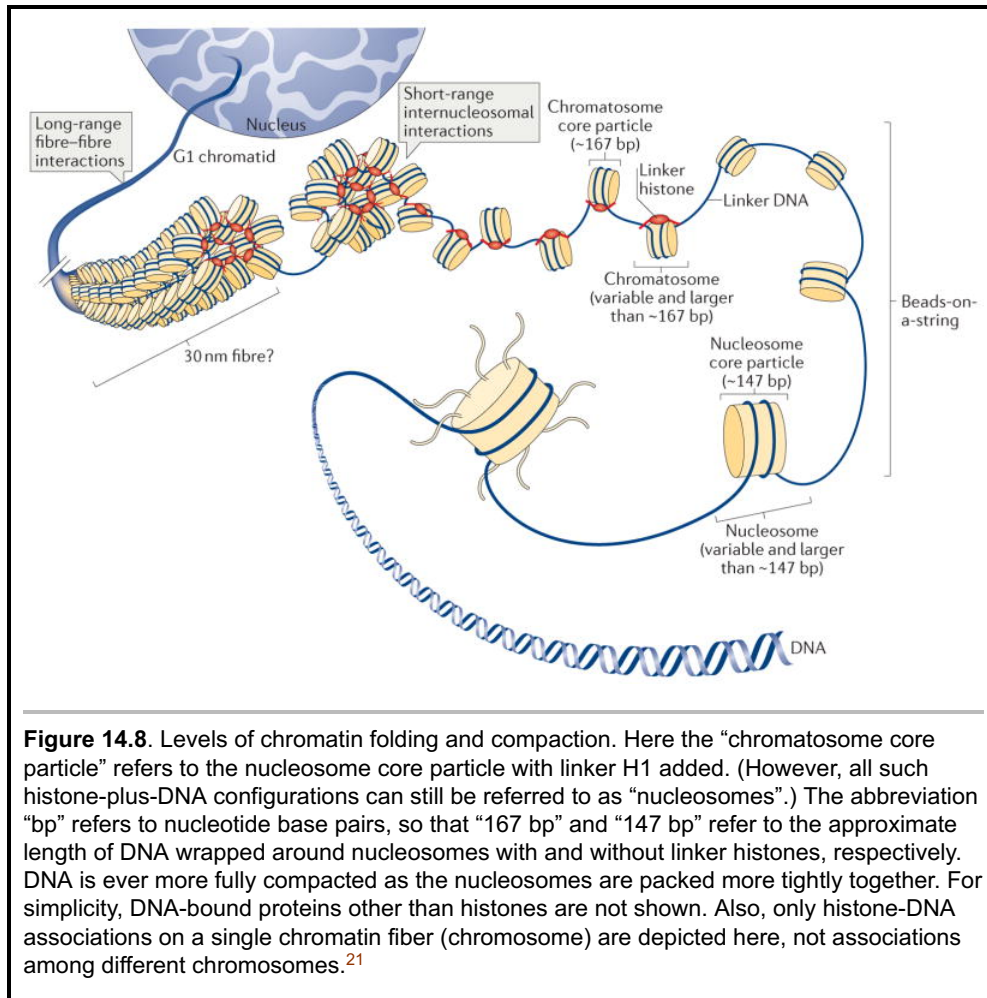 Nucleus
Long-range
fibre–fibre
interactions
G1 chromatid
Short-range
internucleosomal
interactions
Chromatosome
core particle
(~167 bp)
Linker
histone
Linker DNA
Chromatosome
(variable and larger
than ~167 bp)
Beads-on-
a-string
30 nm fibre?
Nucleosome
core particle
(~147 bp)
Nucleosome
(variable and larger
than ~147 bp)
DNA
Figure 14.8. Levels of chromatin folding and compaction. Here the “chromatosome core
particle” refers to the nucleosome core particle with linker H1 added. (However, all such
histone-plus-DNA configurations can still be referred to as “nucleosomes”.) The abbreviation
“bp” refers to nucleotide base pairs, so that “167 bp” and “147 bp” refer to the approximate
length of DNA wrapped around nucleosomes with and without linker histones, respectively.
DNA is ever more fully compacted as the nucleosomes are packed more tightly together. For
simplicity, DNA-bound proteins other than histones are not shown. Also, only histone-DNA
associations on a single chromatin fiber (chromosome) are depicted here, not associations
among different chromosomes.21